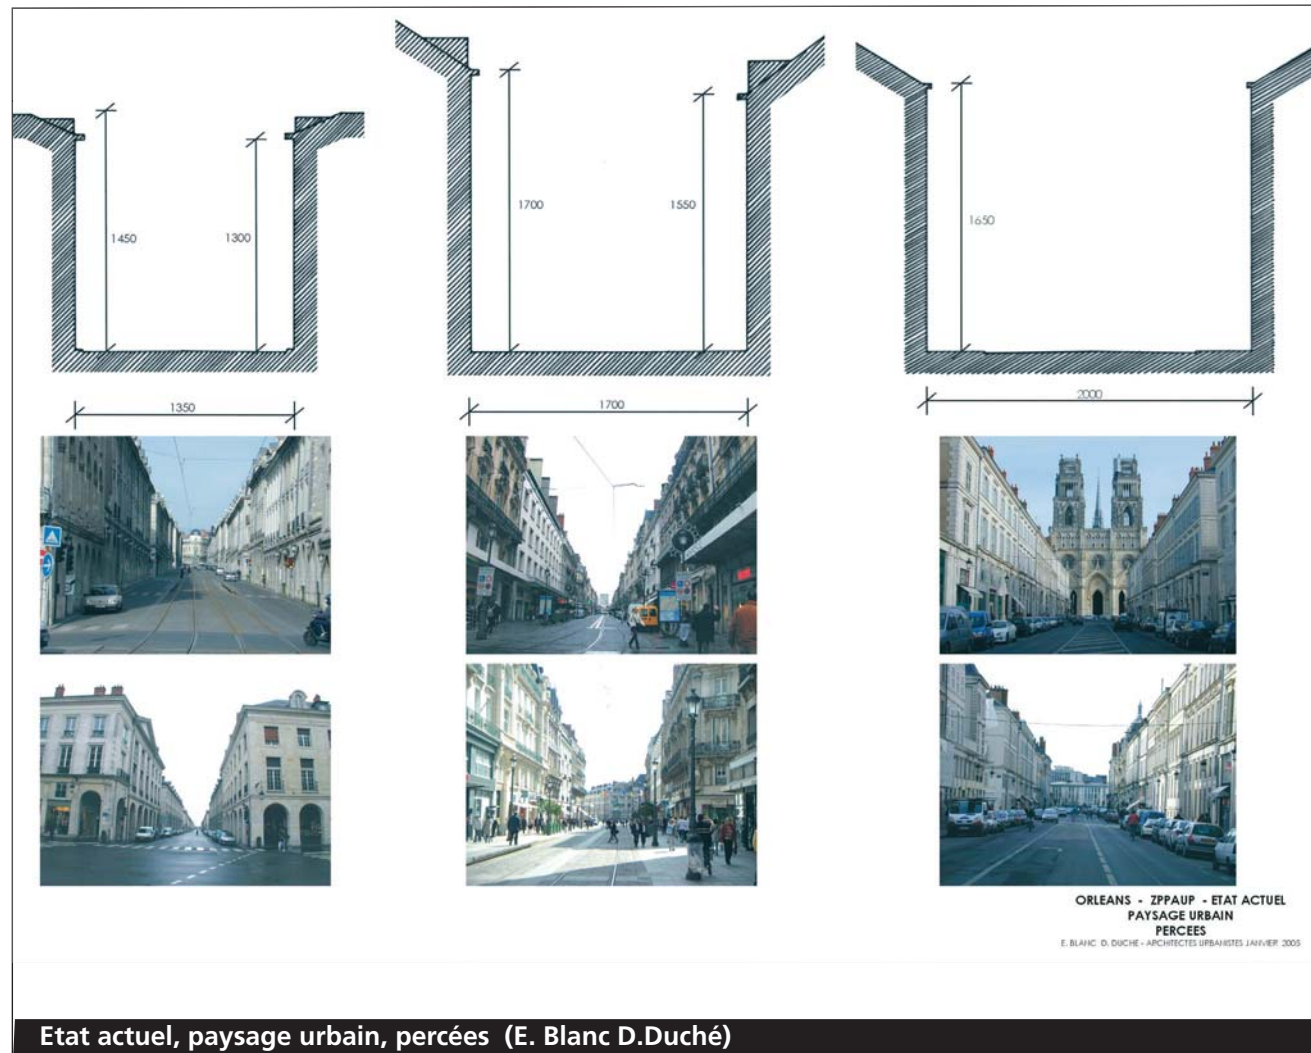 1450
1300
1350
1700
1550
1700
1650
2000
ORLEANS - ZPPAUP - ETAT ACTUEL
PAYSAGE URBAIN
PERCEES
E. BLANC D. DUCHE - ARCHITECTES URBANISTES JANVIER 2005
Etat actuel, paysage urbain, percées (E. Blanc D.Duché)